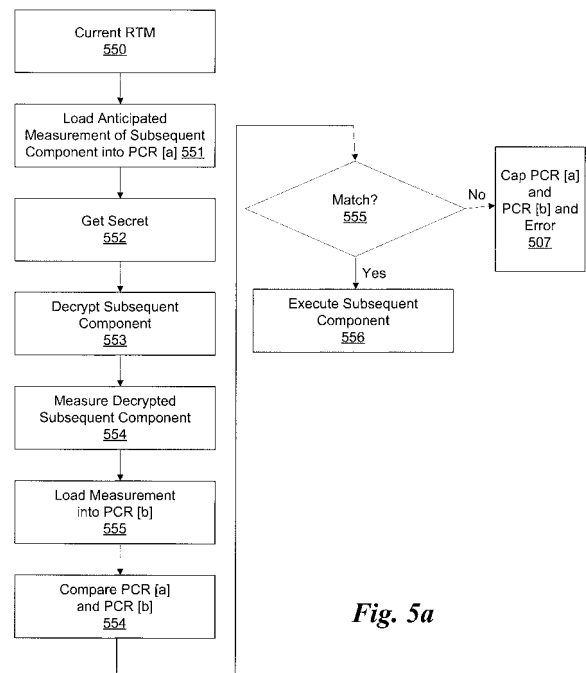 Current RTM
550
Load Anticipated
Measurement of Subsequent
Component into PCR [a] 551
Get Secret
552
Decrypt Subsequent
Component
553
Measure Decrypted
Subsequent Component
554
Load Measurement
into PCR [b]
555
Compare PCR [a]
and PCR [b]
554
Match?
555
No
Cap PCR [a]
and
PCR [b] and
Error
507
Yes
Execute Subsequent
Component
556
Fig. 5a